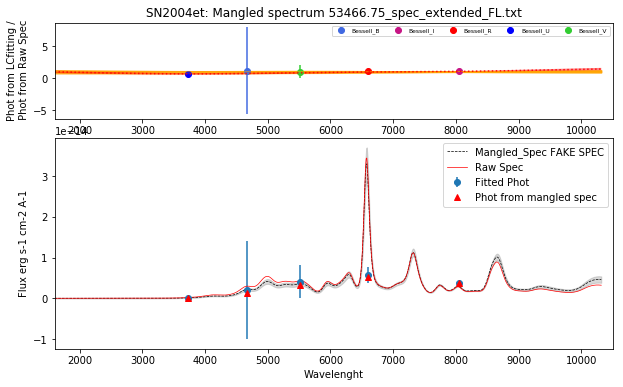 SN2004et: Mangled spectrum 53466.75_spec_extended_FL.txt
Phot from LCfitting /
Phot from Raw Spec
5
0
−5
Bessell_B
Bessell_I
Bessell_R
Bessell_U
Bessell_V
2000 3000 4000 5000 6000 7000 8000 9000 10000
1e−14
Flux erg s-1 cm-2 A-1
3
2
1
0
−1
Mangled_Spec FAKE SPEC
Raw Spec
Fitted Phot
Phot from mangled spec
2000 3000 4000 5000 6000 7000 8000 9000 10000
Wavelenght